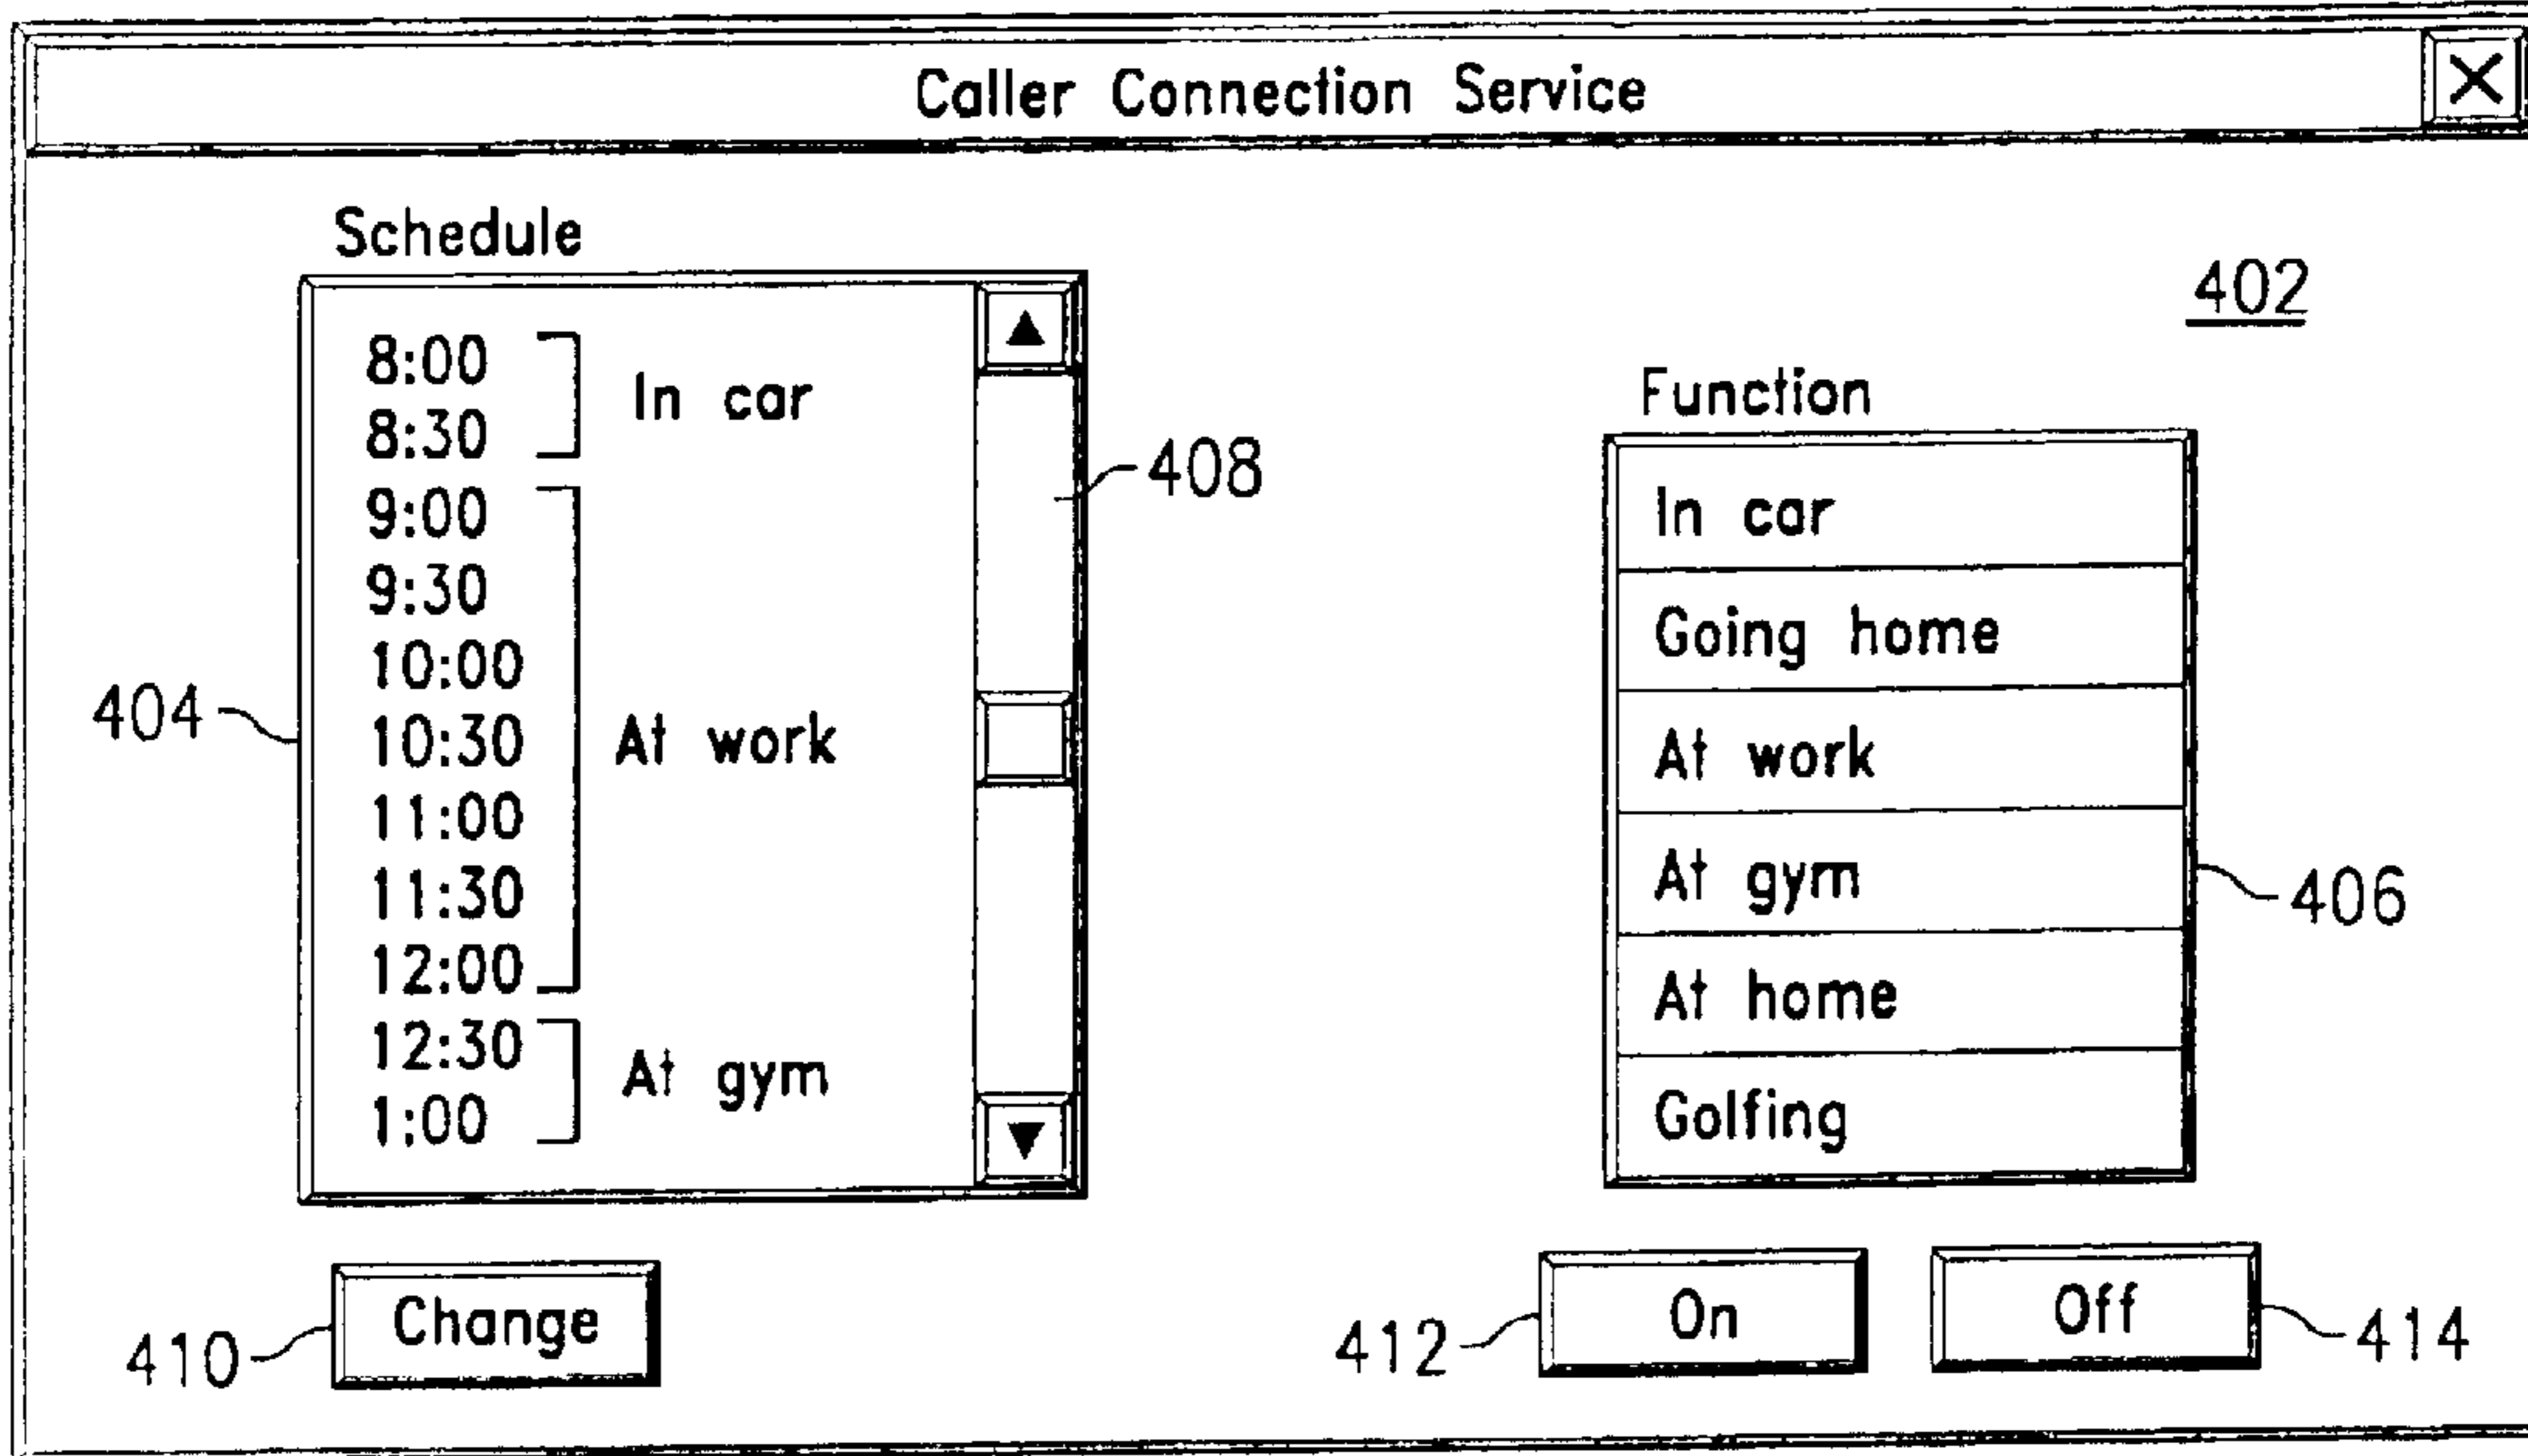 Caller Connection Service
Schedule
402
8:00
In car
8:30
408
9:00
9:30
10:00
404
10:30
At work
11:00
11:30
12:00
12:30
At gym
1:00
Function
In car
Going home
At work
At gym
406
At home
Golfing
Change
410
On
412
Off
414